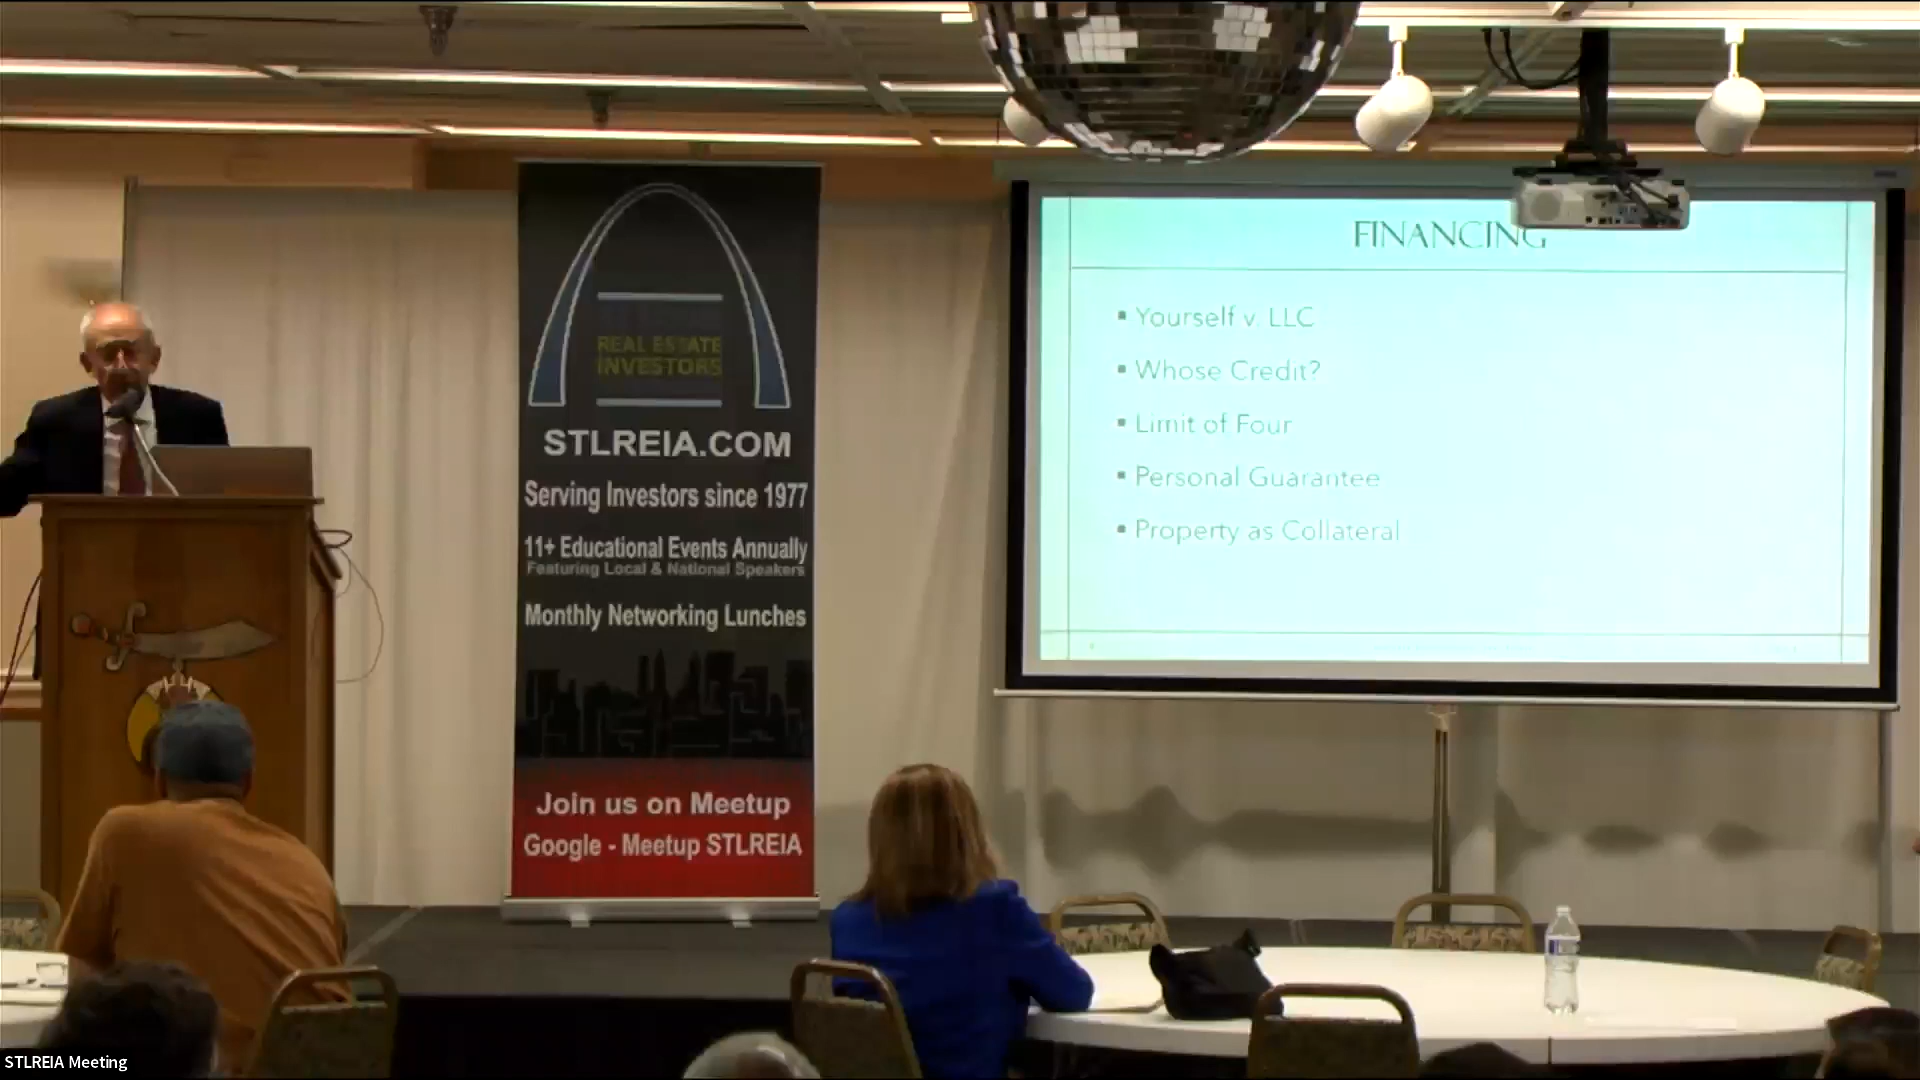 REAL ESTATE
INVESTORS
STLREIA.COM
Serving Investors since 1977
11+ Educational Events Annually
Featuring Local & National Speakers
Monthly Networking Lunches
Join us on Meetup
Google - Meetup STLREIA
FINANCING
▪ Yourself v. LLC
▪ Whose Credit?
▪ Limit of Four
▪ Personal Guarantee
▪ Property as Collateral
STLREIA Meeting